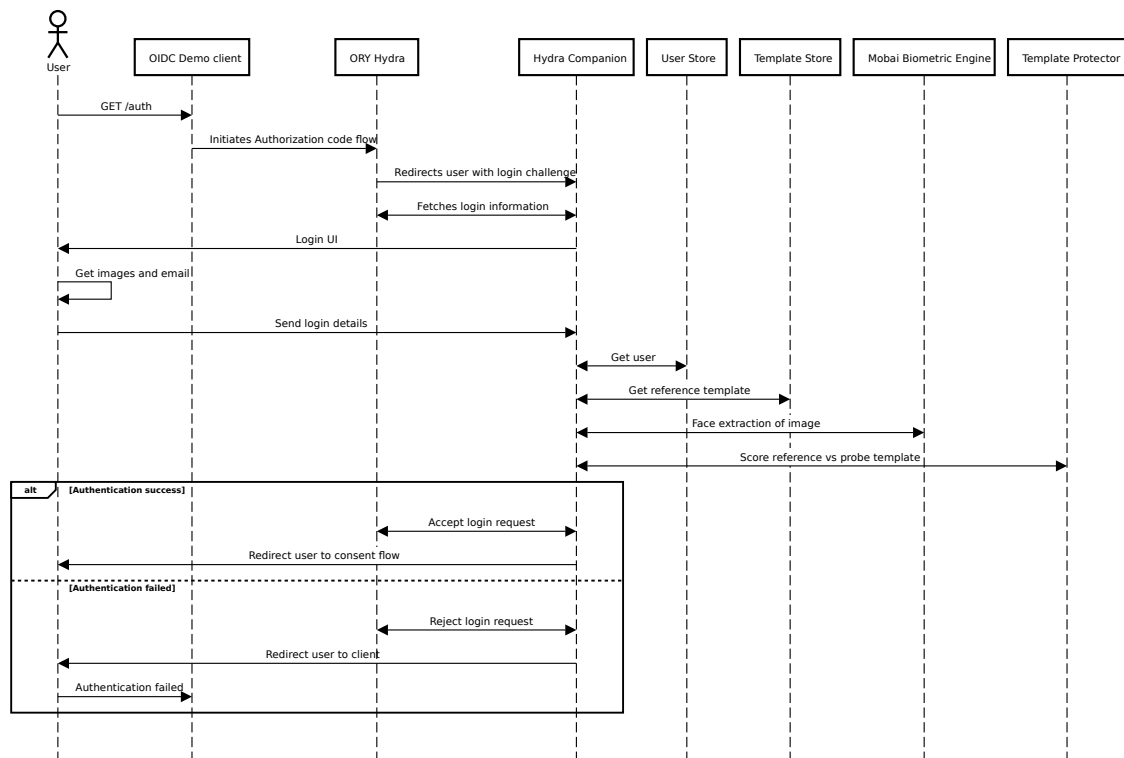 User
OIDC Demo client
ORY Hydra
Hydra Companion
User Store
Template Store
Mobai Biometric Engine
Template Protector
GET /auth
Initiates Authorization code flow
Redirects user with login challenge
Fetches login information
Login UI
Get images and email
Send login details
Get user
Get reference template
Face extraction of image
Score reference vs probe template
alt [Authentication success]
Accept login request
Redirect user to consent flow
[Authentication failed]
Reject login request
Redirect user to client
Authentication failed